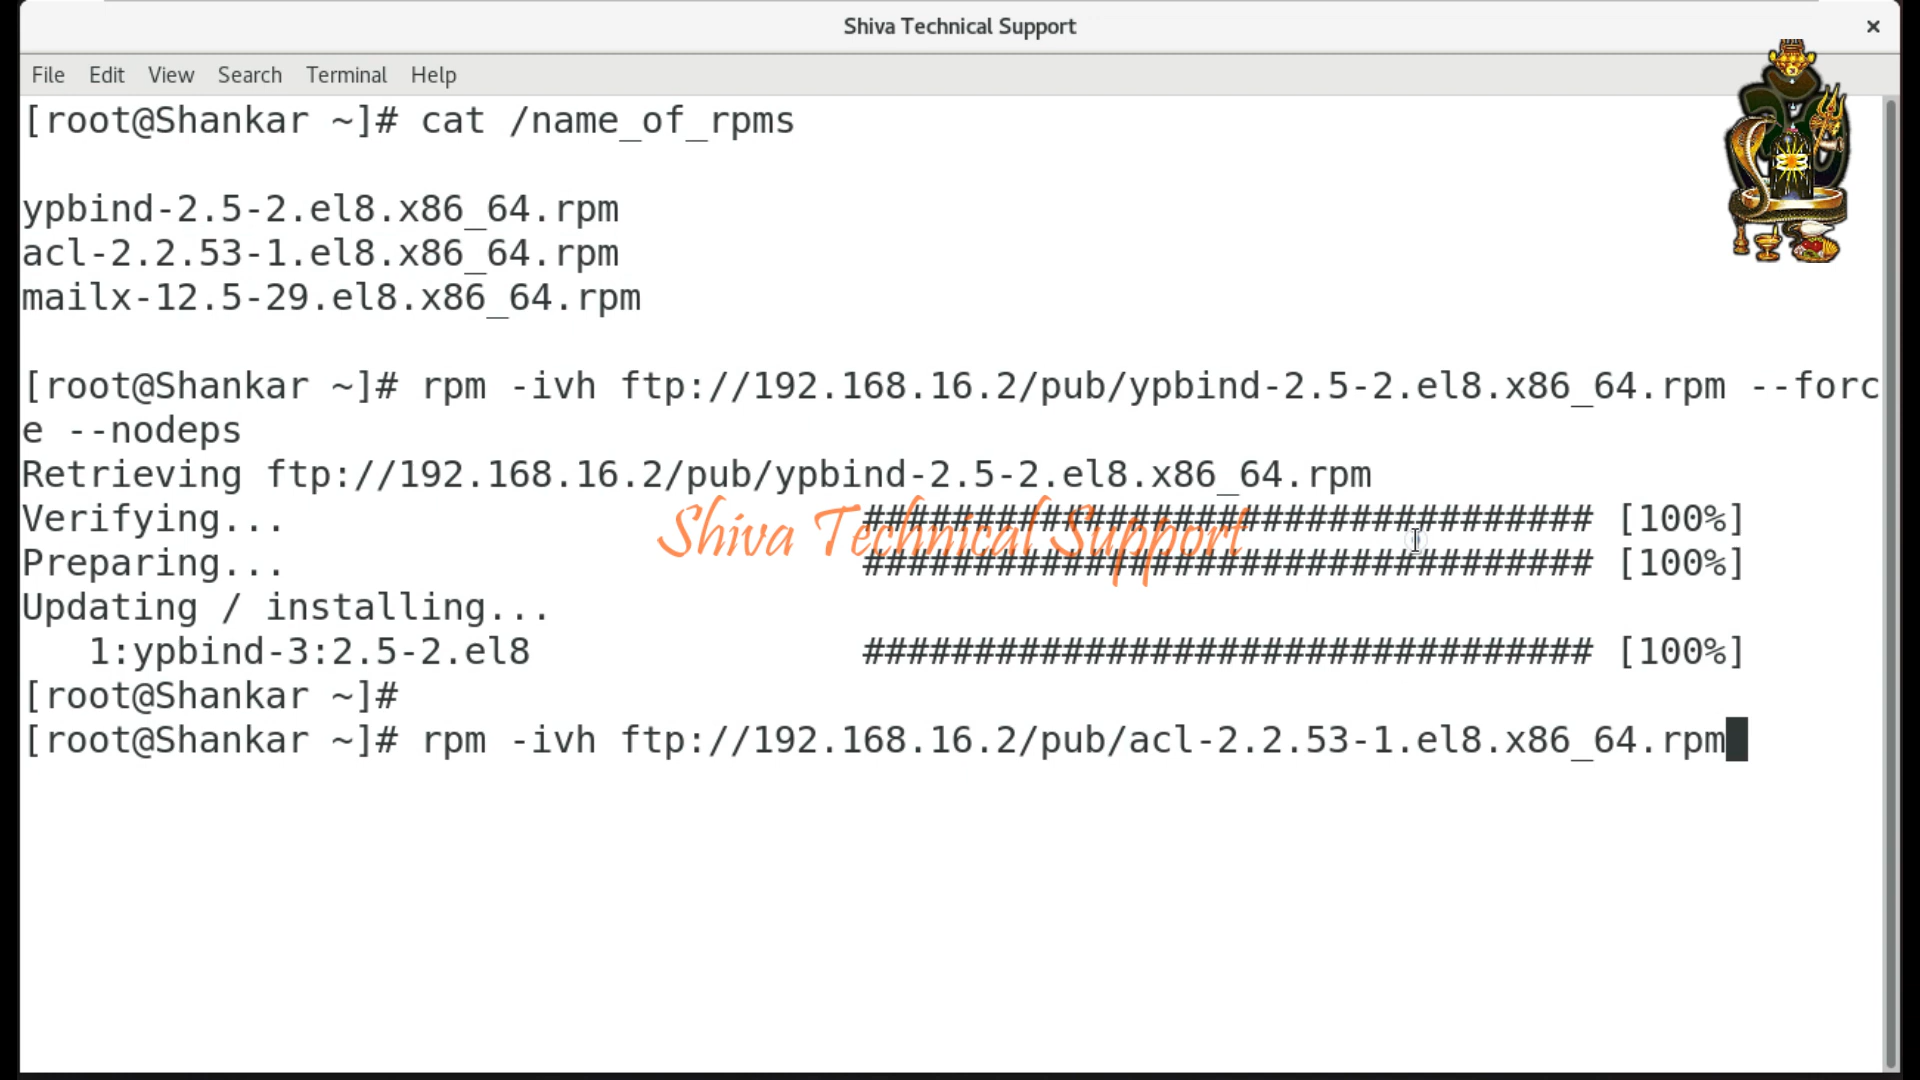 Shiva Technical Support
×
File Edit View Search Terminal Help
[root@Shankar ~]# cat /name_of_rpms
ypbind-2.5-2.el8.x86_64.rpm
acl-2.2.53-1.el8.x86_64.rpm
mailx-12.5-29.el8.x86_64.rpm
[root@Shankar ~]# rpm -ivh ftp://192.168.16.2/pub/ypbind-2.5-2.el8.x86_64.rpm --forc
e --nodeps
Retrieving ftp://192.168.16.2/pub/ypbind-2.5-2.el8.x86_64.rpm
Verifying... ################################# [100%]
Shiva Technical Support
Preparing... ################################# [100%]
Updating / installing...
1:ypbind-3:2.5-2.el8 ################################# [100%]
[root@Shankar ~]#
[root@Shankar ~]# rpm -ivh ftp://192.168.16.2/pub/acl-2.2.53-1.el8.x86_64.rpm